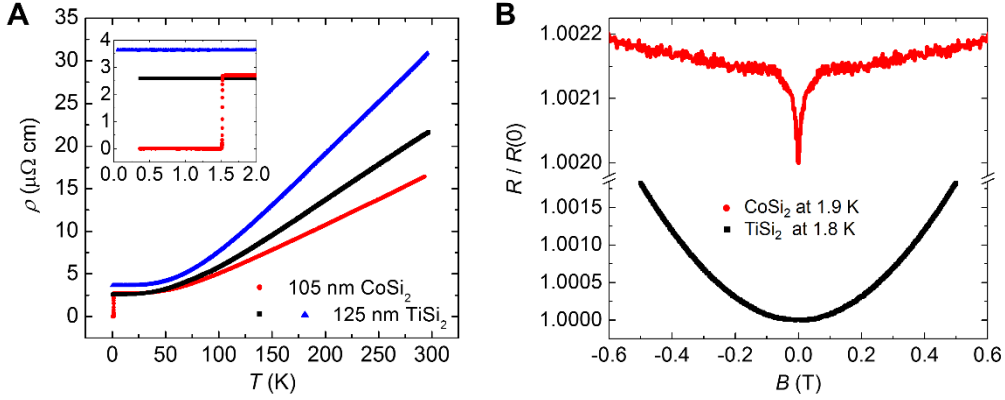 A
35
30
25
20
15
10
5
0
ρ (μΩ cm)
4
3
2
1
0
0.0 0.5 1.0 1.5 2.0
105 nm CoSi₂
125 nm TiSi₂
0 50 100 150 200 250 300
T (K)
B
1.0022
1.0021
1.0020
1.0015
1.0010
1.0005
1.0000
R / R(0)
CoSi₂ at 1.9 K
TiSi₂ at 1.8 K
-0.6 -0.4 -0.2 0.0 0.2 0.4 0.6
B (T)